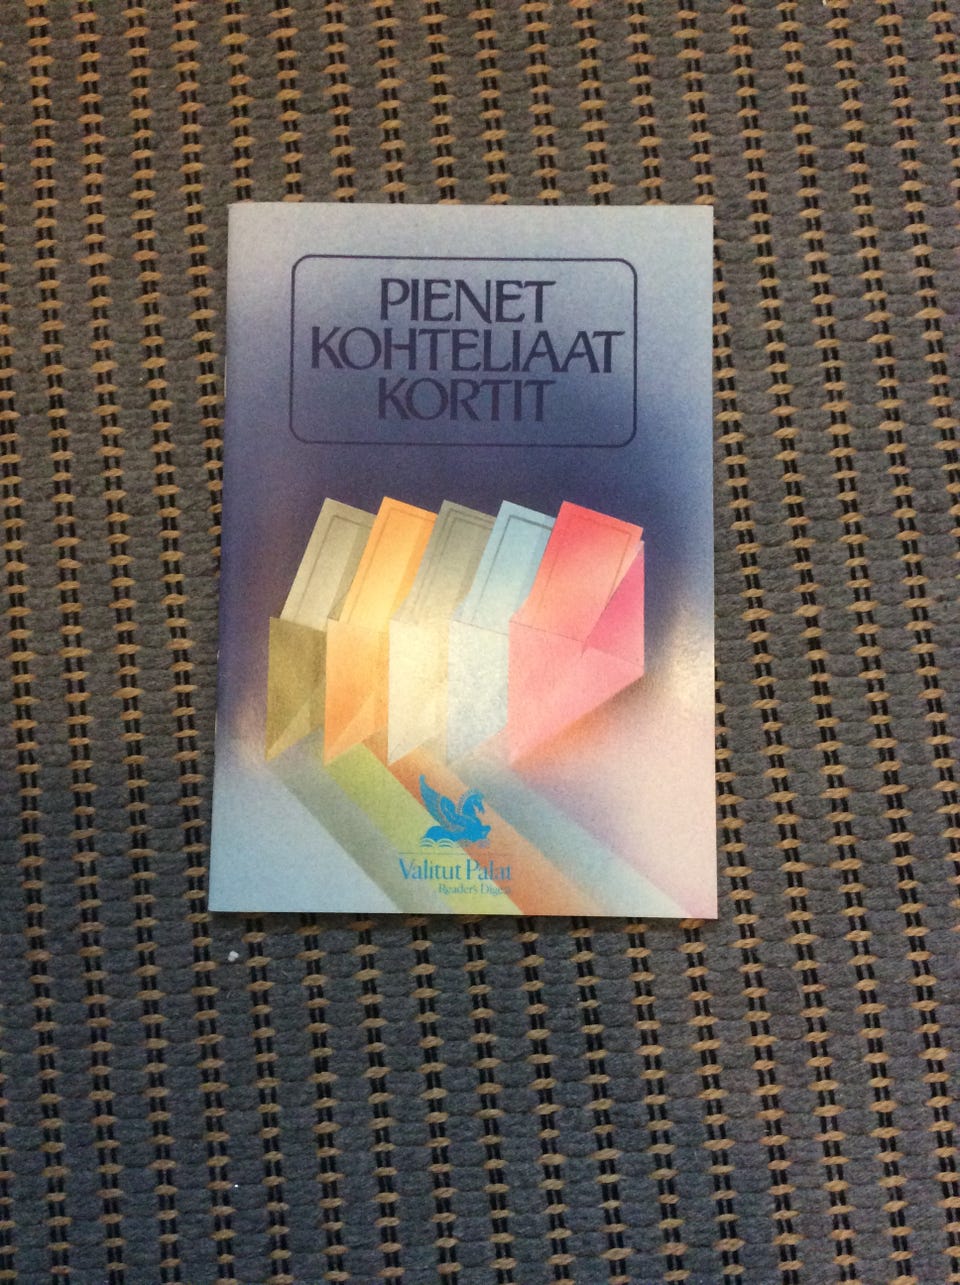 PIENET
KOHTELIAAT
KORTIT
Valitut Palat
Reader's Digest